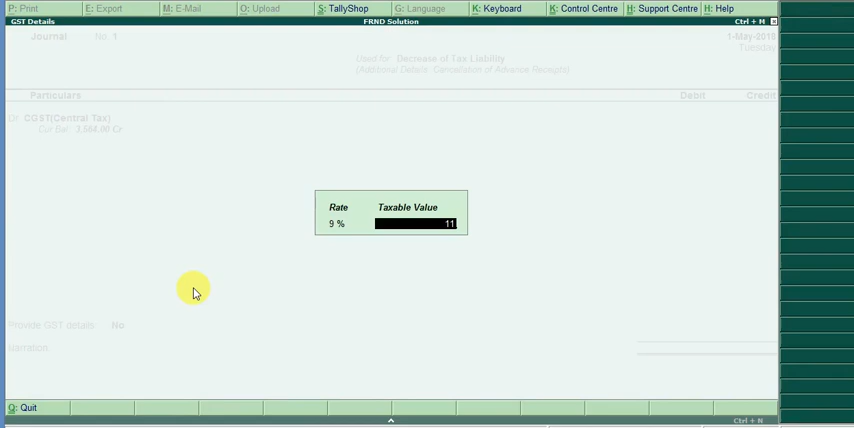 P: Print E: Export M: E-Mail O: Upload S: TallyShop G: Language K: Keyboard K: Control Centre H: Support Centre H: Help
GST Details FRND Solution Ctrl + M
Journal No. 1 1-May-2018
Tuesday
Used for: Decrease of Tax Liability
(Additional Details: Cancellation of Advance Receipts)
Particulars Debit Credit
Dr CGST(Central Tax)
Cur Bal: 3,564.00 Cr
Rate Taxable Value
9 % 11
Provide GST details: No
Narration:
Q: Quit
Ctrl + N